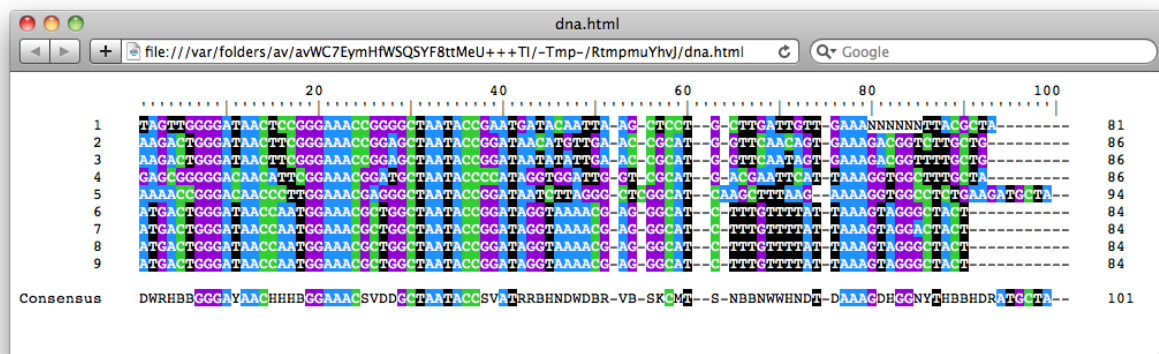 dna.html
file:///var/folders/av/avWC7EymHfWSQSYF8ttMeU+++TI/-Tmp-/RtmpmuYhvJ/dna.html Google
20 40 60 80 100
1 TAGTTGGGGATAACTCCGGGAAACCGGGGCTAATACCGAATGATACAATTA-AG-CTCCT--G-CTTGATTGTT-GAAANNNNNNTTACGCTA-------- 81
2 AAGACTGGGATAACTTCGGGAAACCGGAGCTAATACCGGATAACATGTTGA-AC-CGCAT--G-GTTCAACAGT-GAAAGACGGTCTTGCTG--------- 86
3 AAGACTGGGATAACTTCGGGAAACCGGAGCTAATACCGGATAATATATTGA-AC-CGCAT--G-GTTCAATAGT-GAAAGACGGTTTTGCTG--------- 86
4 GAGCGGGGGACAACATTCGGAAACGGATGCTAATACCCCATAGGTGGATTG-GT-CGCAT--G-ACGAATTCAT-TAAAGGTGGCTTTGCTA--------- 86
5 94
6 ATGACTGGGATAACCAATGGAAACGCTGGCTAATACCGGATAGGTAAAACG-AG-GGCAT--C-TTTGTTTTAT-TAAAGTAGGGCTACT----------- 84
7 ATGACTGGGATAACCAATGGAAACGCTGGCTAATACCGGATAGGTAAAACG-AG-GGCAT--C-TTTGTTTTAT-TAAAGTAGGACTACT----------- 84
8 ATGACTGGGATAACCAATGGAAACGCTGGCTAATACCGGATAGGTAAAACG-AG-GGCAT--C-TTTGTTTTAT-TAAAGTAGGGCTACT----------- 84
9 ATGACTGGGATAACCAATGGAAACGCTGGCTAATACCGGATAGGTAAAACG-AG-GGCAT--C-TTTGTTTTAT-TAAAGTAGGGCTACT----------- 84
Consensus DWRHBBGGGAYAACHHHBGGAAACSVDDGCTAATACCSVATRRBHNDWDBR-VB-SKCMT--S-NBBNWWHNDT-DAAAGDHGGNYTHBBHDRATGCTA-- 101